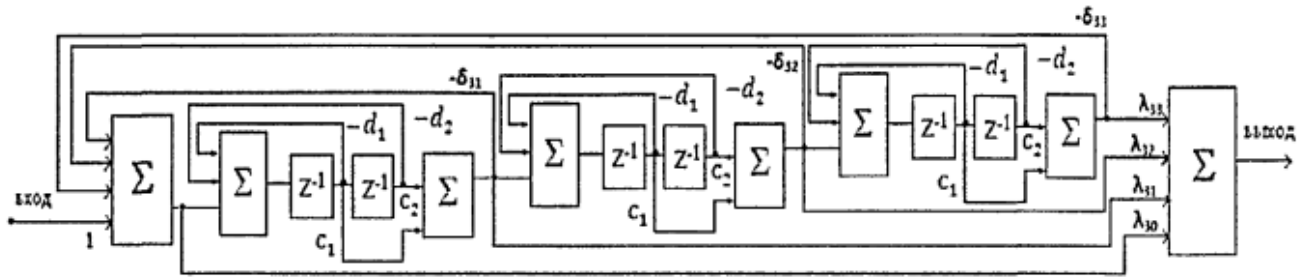 -δ₃₃
-δ₃₂
-δ₃₁
-d₁
-d₂
-d₁
-d₂
-d₁
-d₂
вход
1
Σ
Σ
Z⁻¹
Z⁻¹
C₂
C₁
Σ
Σ
Z⁻¹
Z⁻¹
C₂
C₁
Σ
Σ
Z⁻¹
Z⁻¹
C₂
C₁
Σ
λ₃₃
λ₃₂
λ₃₁
λ₃₀
Σ
выход